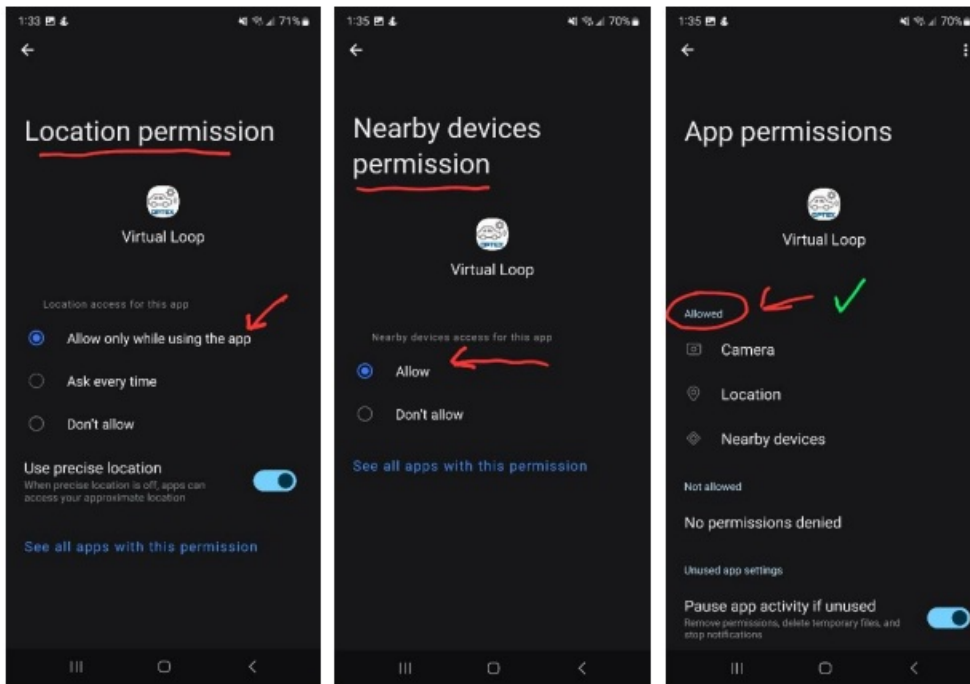 1:33
71%
Location permission
OPTEX
Virtual Loop
Location access for this app
Allow only while using the app
Ask every time
Don't allow
Use precise location
When precise location is off, apps can
access your approximate location
See all apps with this permission
1:35
70%
Nearby devices
permission
OPTEX
Virtual Loop
Nearby devices access for this app
Allow
Don't allow
See all apps with this permission
1:35
70%
App permissions
OPTEX
Virtual Loop
Allowed
Camera
Location
Nearby devices
Not allowed
No permissions denied
Unused app settings
Pause app activity if unused
Remove permissions, delete temporary files, and
stop notifications